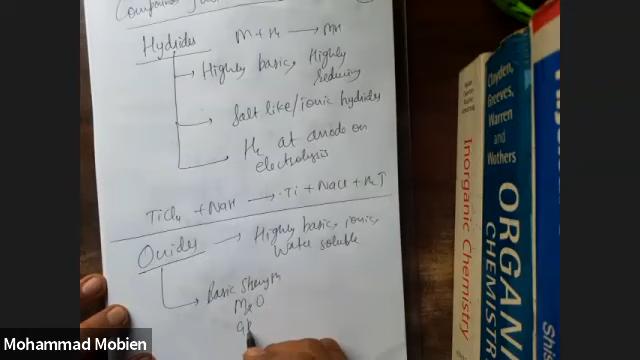 Compounds
Hydrides M + H₂ → MH
Highly basic, Highly
reducing
Salt like/ionic hydrides
H₂ at anode on
electrolysis
TiCl₄ + NaH → Ti + NaCl + H₂↑
Oxides → Highly basic, ionic,
Water soluble
Basic Strength
M₂O
Clayden,
Greeves,
Warren
and
Wothers
ORGANIC
CHEMISTRY
Inorganic Chemistry
Mohammad Mobien